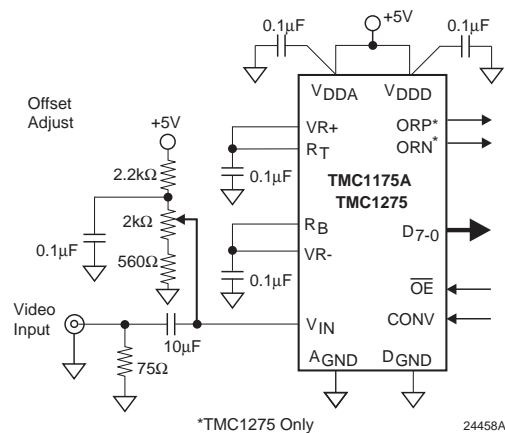 0.1µF
+5V
0.1µF
VDDA
VDDD
Offset
Adjust
+5V
VR+
ORP*
RT
ORN*
2.2kΩ
0.1µF
TMC1175A
TMC1275
2kΩ
RB
D7-0
0.1µF
VR-
560Ω
0.1µF
OE
Video
Input
VIN
CONV
10µF
75Ω
AGND
DGND
*TMC1275 Only
24458A